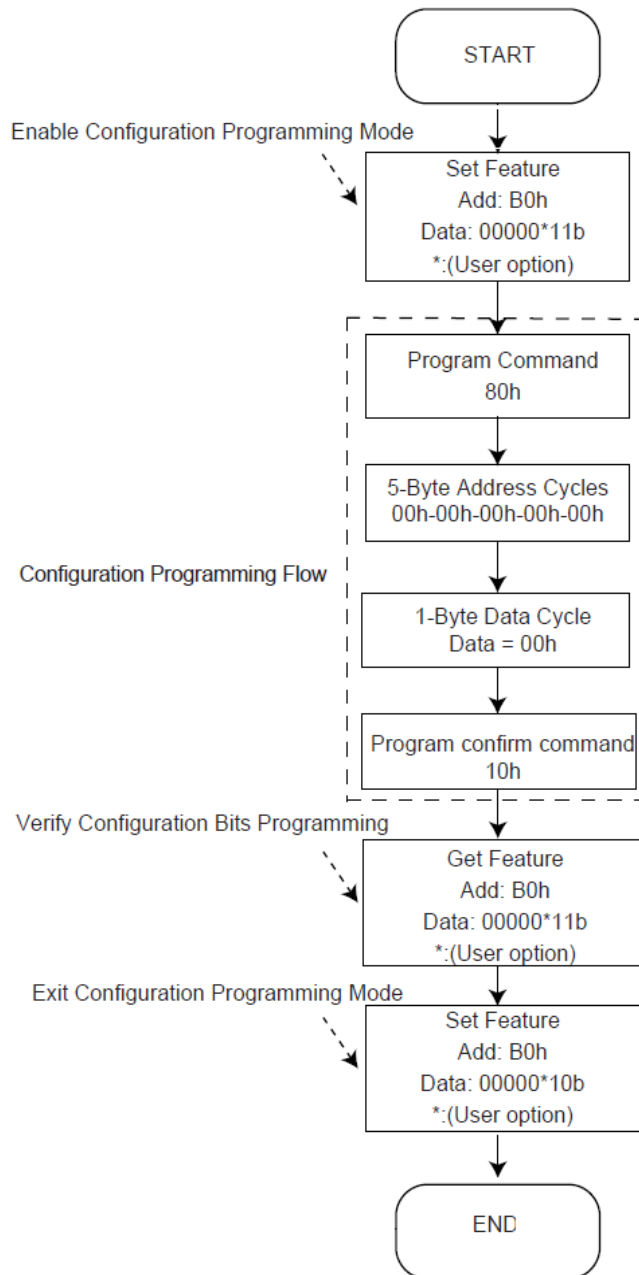 START
Enable Configuration Programming Mode
Set Feature
Add: B0h
Data: 00000*11b
*:(User option)
Program Command
80h
5-Byte Address Cycles
00h-00h-00h-00h-00h
Configuration Programming Flow
1-Byte Data Cycle
Data = 00h
Program confirm command
10h
Verify Configuration Bits Programming
Get Feature
Add: B0h
Data: 00000*11b
*:(User option)
Exit Configuration Programming Mode
Set Feature
Add: B0h
Data: 00000*10b
*:(User option)
END